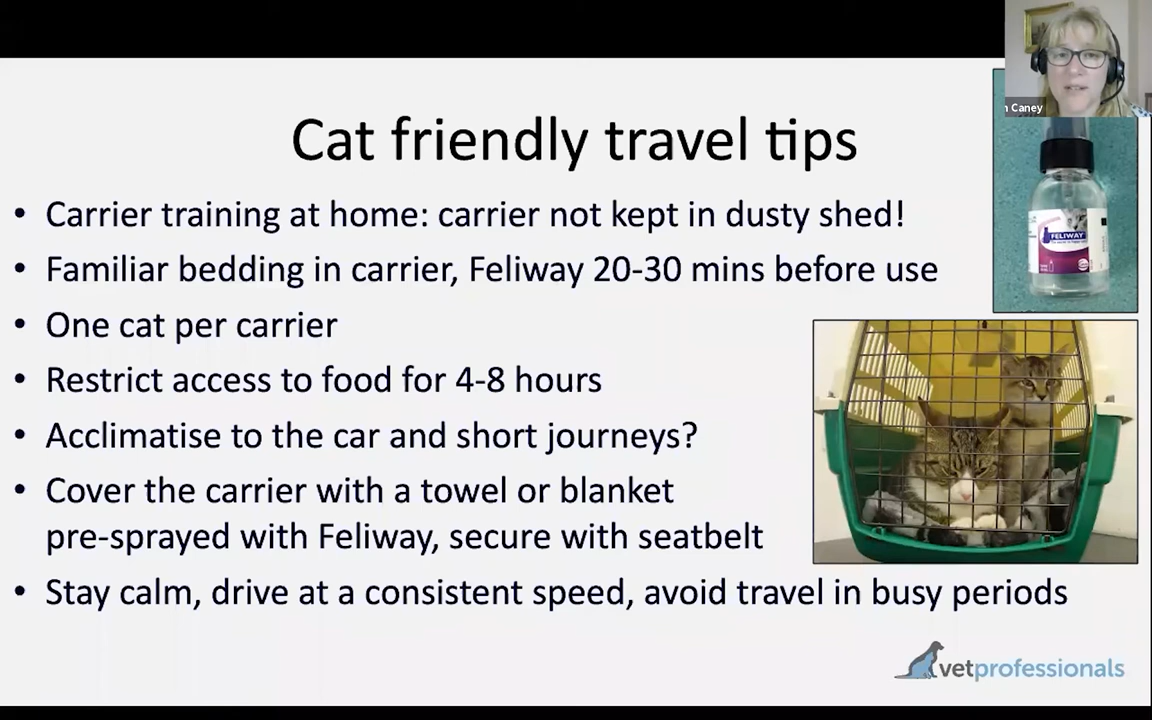 n Caney
Cat friendly travel tips
• Carrier training at home: carrier not kept in dusty shed!
• Familiar bedding in carrier, Feliway 20-30 mins before use
• One cat per carrier
• Restrict access to food for 4-8 hours
• Acclimatise to the car and short journeys?
• Cover the carrier with a towel or blanket
pre-sprayed with Feliway, secure with seatbelt
• Stay calm, drive at a consistent speed, avoid travel in busy periods
FELIWAY
vetprofessionals